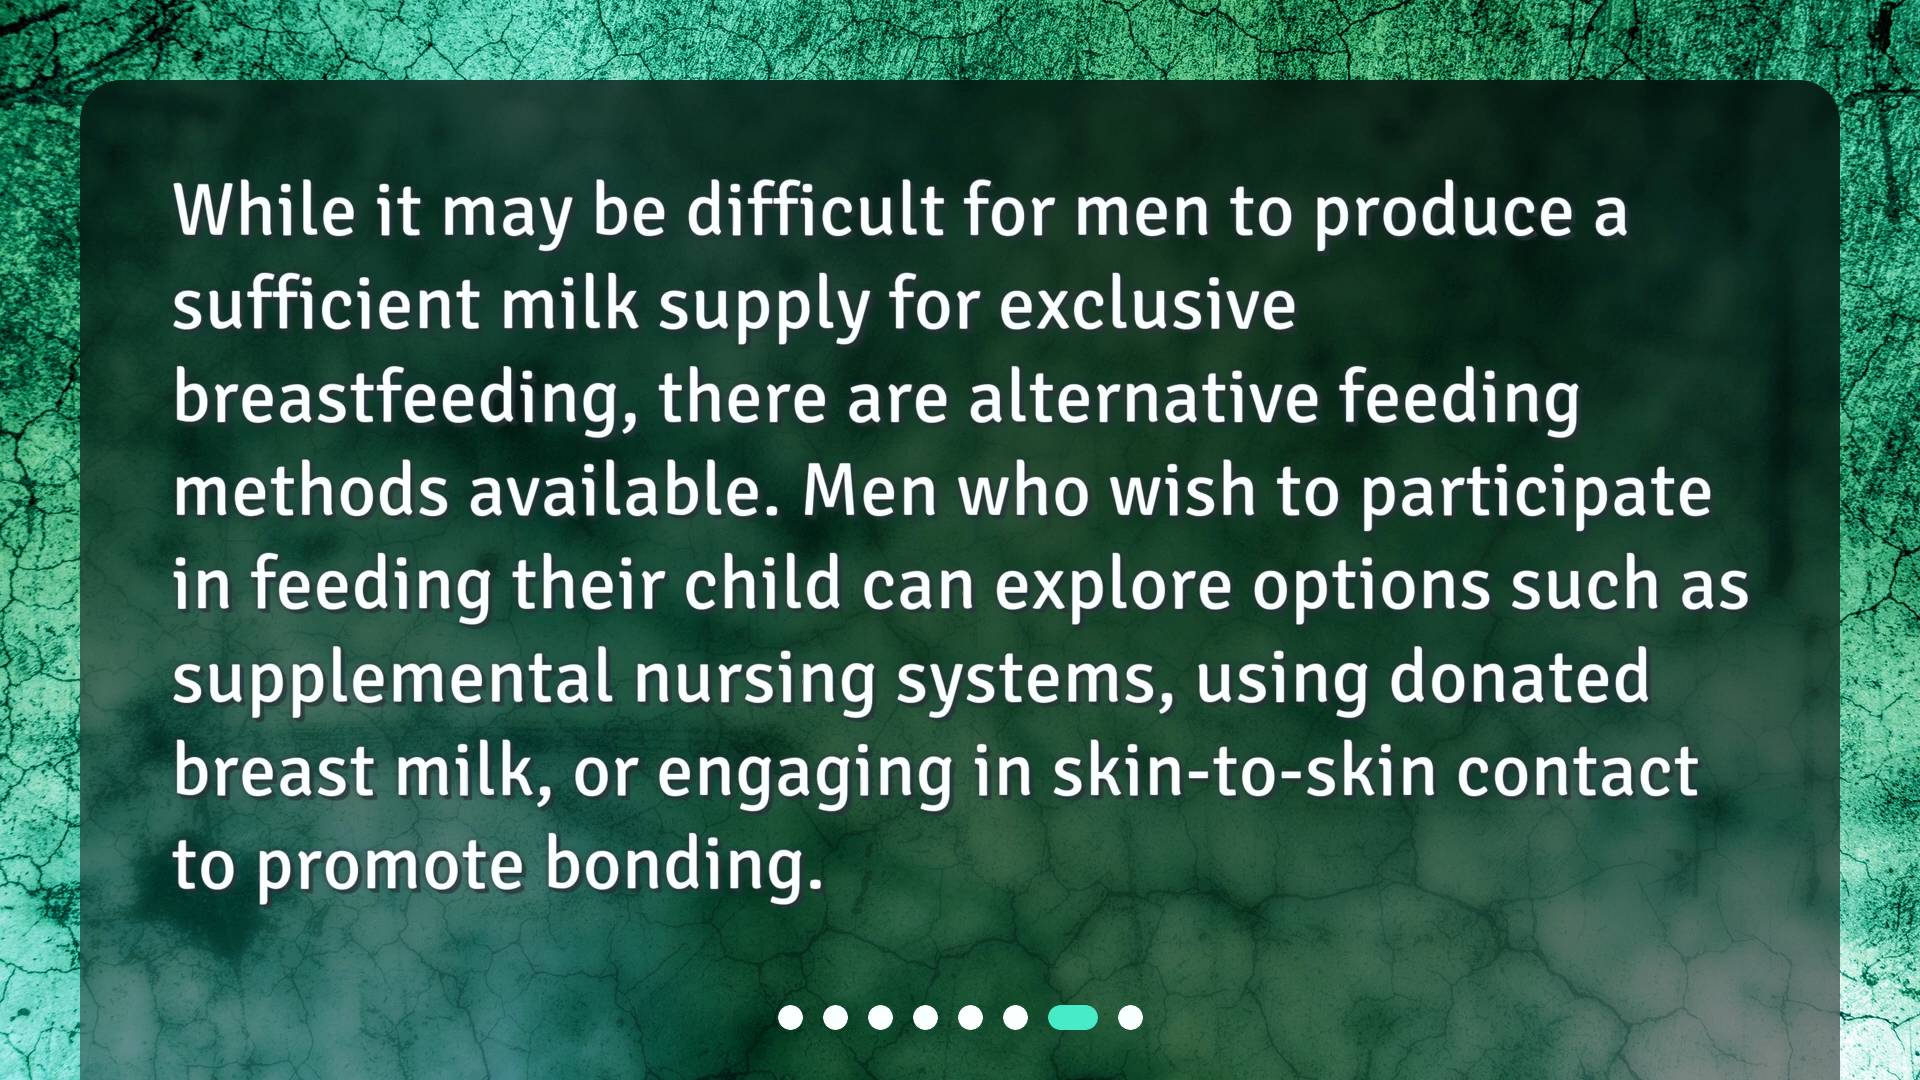 While it may be difficult for men to produce a
sufficient milk supply for exclusive
breastfeeding, there are alternative feeding
methods available. Men who wish to participate
in feeding their child can explore options such as
supplemental nursing systems, using donated
breast milk, or engaging in skin-to-skin contact
to promote bonding.